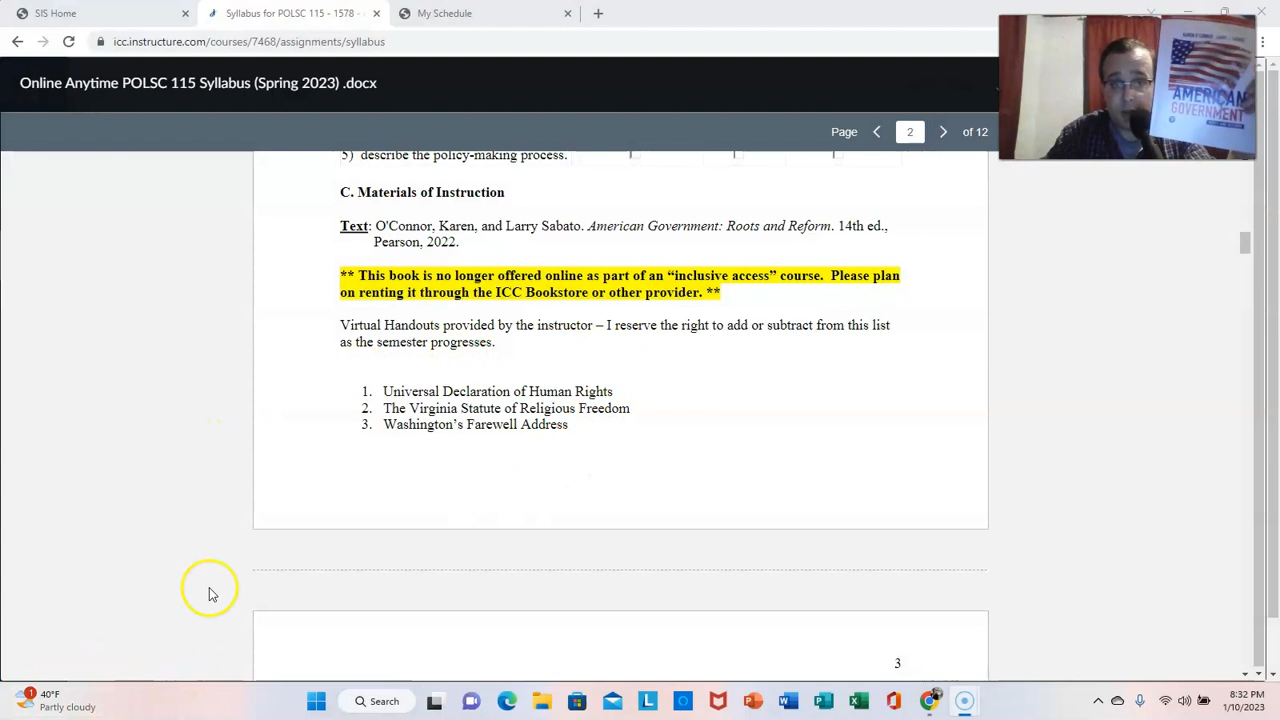 SIS Home
Syllabus for POLSC 115 - 1578 -
My Schedule
icc.instructure.com/courses/7468/assignments/syllabus
Online Anytime POLSC 115 Syllabus (Spring 2023) .docx
AMERICAN
GOVERNMENT
Page 2 of 12
5) describe the policy-making process.
C. Materials of Instruction
Text: O'Connor, Karen, and Larry Sabato. American Government: Roots and Reform. 14th ed.,
Pearson, 2022.
** This book is no longer offered online as part of an “inclusive access” course. Please plan
on renting it through the ICC Bookstore or other provider. **
Virtual Handouts provided by the instructor – I reserve the right to add or subtract from this list
as the semester progresses.
1. Universal Declaration of Human Rights
2. The Virginia Statute of Religious Freedom
3. Washington’s Farewell Address
3
1
40°F
Partly cloudy
Search
8:32 PM
1/10/2023